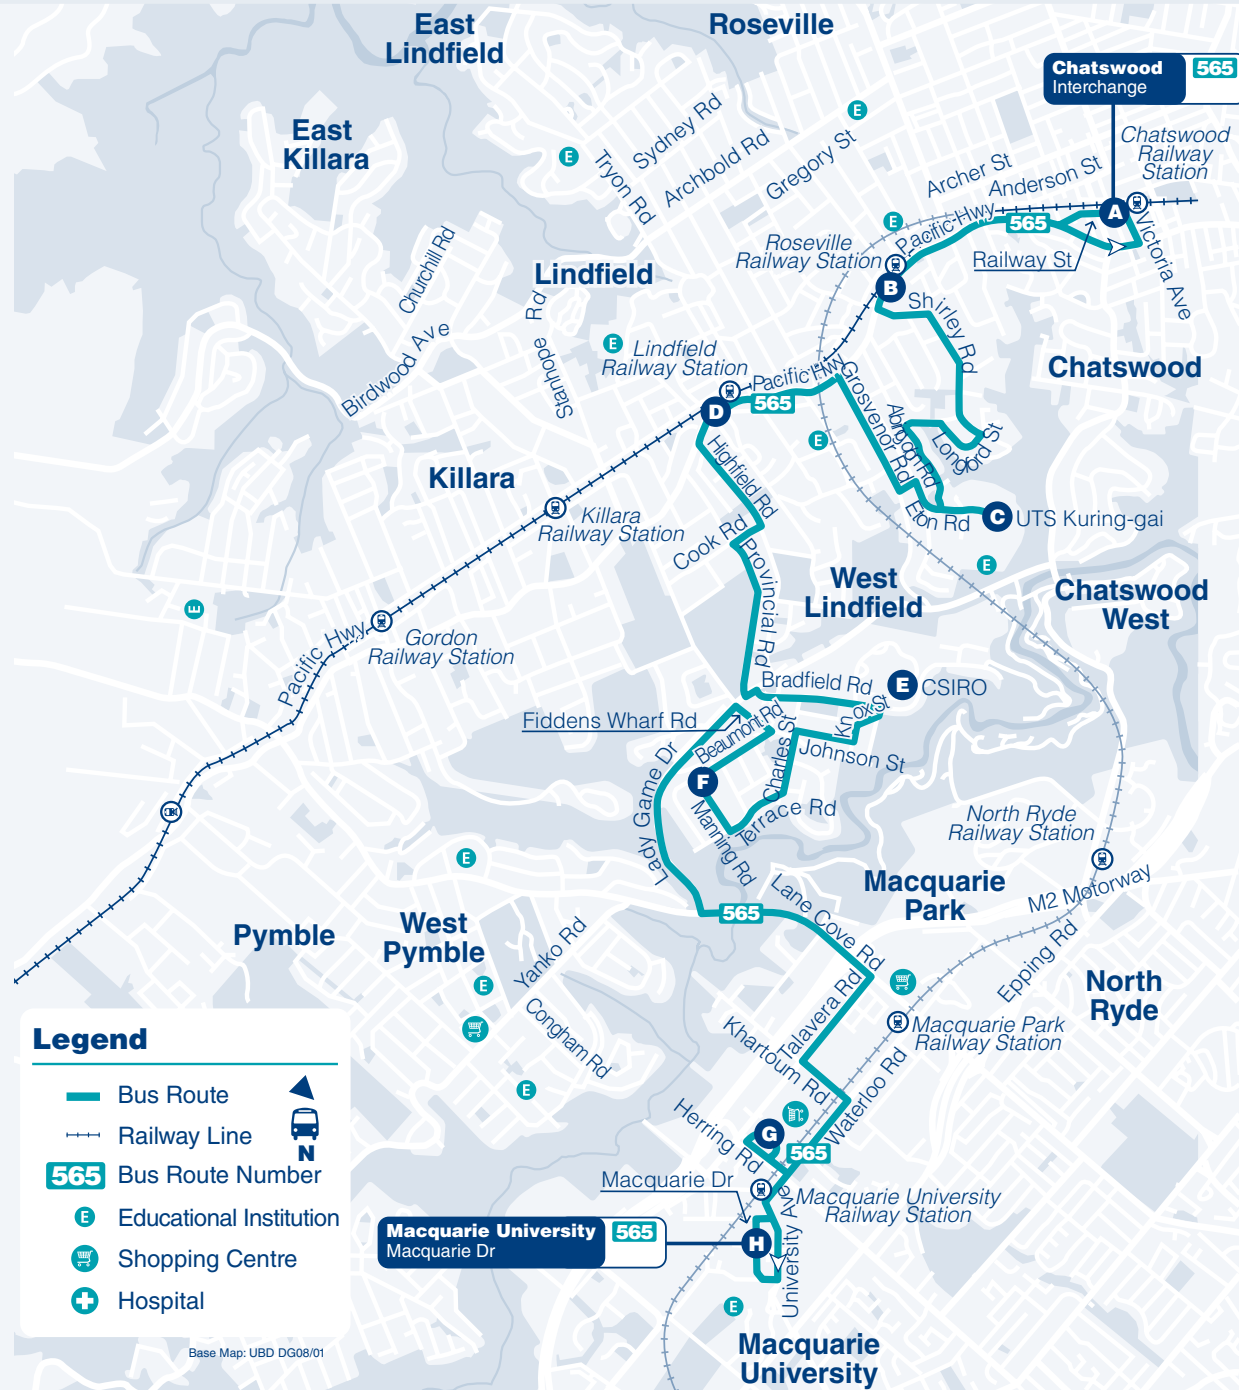 East
Lindfield
Roseville
Chatswood
Interchange
565
East
Killara
Sydney Rd
Tryon Rd
Archbold Rd
Gregory St
E
E
Archer St
Anderson St
Chatswood
Railway
Station
A
Victoria Ave
Pacific Hwy
565
E
Roseville
Railway Station
Railway St
B
Shirley Rd
Churchill Rd
Lindfield
Stanhope Rd
Birdwood Ave
E
Lindfield
Railway Station
Pacific Hwy
565
D
Chatswood
Grosvenor Rd
Abingdon Rd
Longford St
E
Highfield Rd
Killara
Killara
Railway Station
Cook Rd
Eton Rd
C
UTS Kuring-gai
E
Provincial Rd
West
Lindfield
Chatswood
West
E
Pacific Hwy
Gordon
Railway Station
Bradfield Rd
E
CSIRO
Knox St
Fiddens Wharf Rd
Beaumont Rd
Charles St
Johnson St
Lady Game Dr
F
Manning Rd
Terrace Rd
North Ryde
Railway Station
E
Macquarie
Park
M2 Motorway
Lane Cove Rd
565
Pymble
West
Pymble
Yanko Rd
Epping Rd
North
Ryde
E
Congham Rd
Talavera Rd
Khartoum Rd
Macquarie Park
Railway Station
Waterloo Rd
E
Herring Rd
G
565
Macquarie Dr
Macquarie University
Railway Station
University Ave
Macquarie University
Macquarie Dr
565
H
E
Macquarie
University
Legend
Bus Route
Railway Line
N
565
Bus Route Number
E
Educational Institution
Shopping Centre
Hospital
Base Map: UBD DG08/01